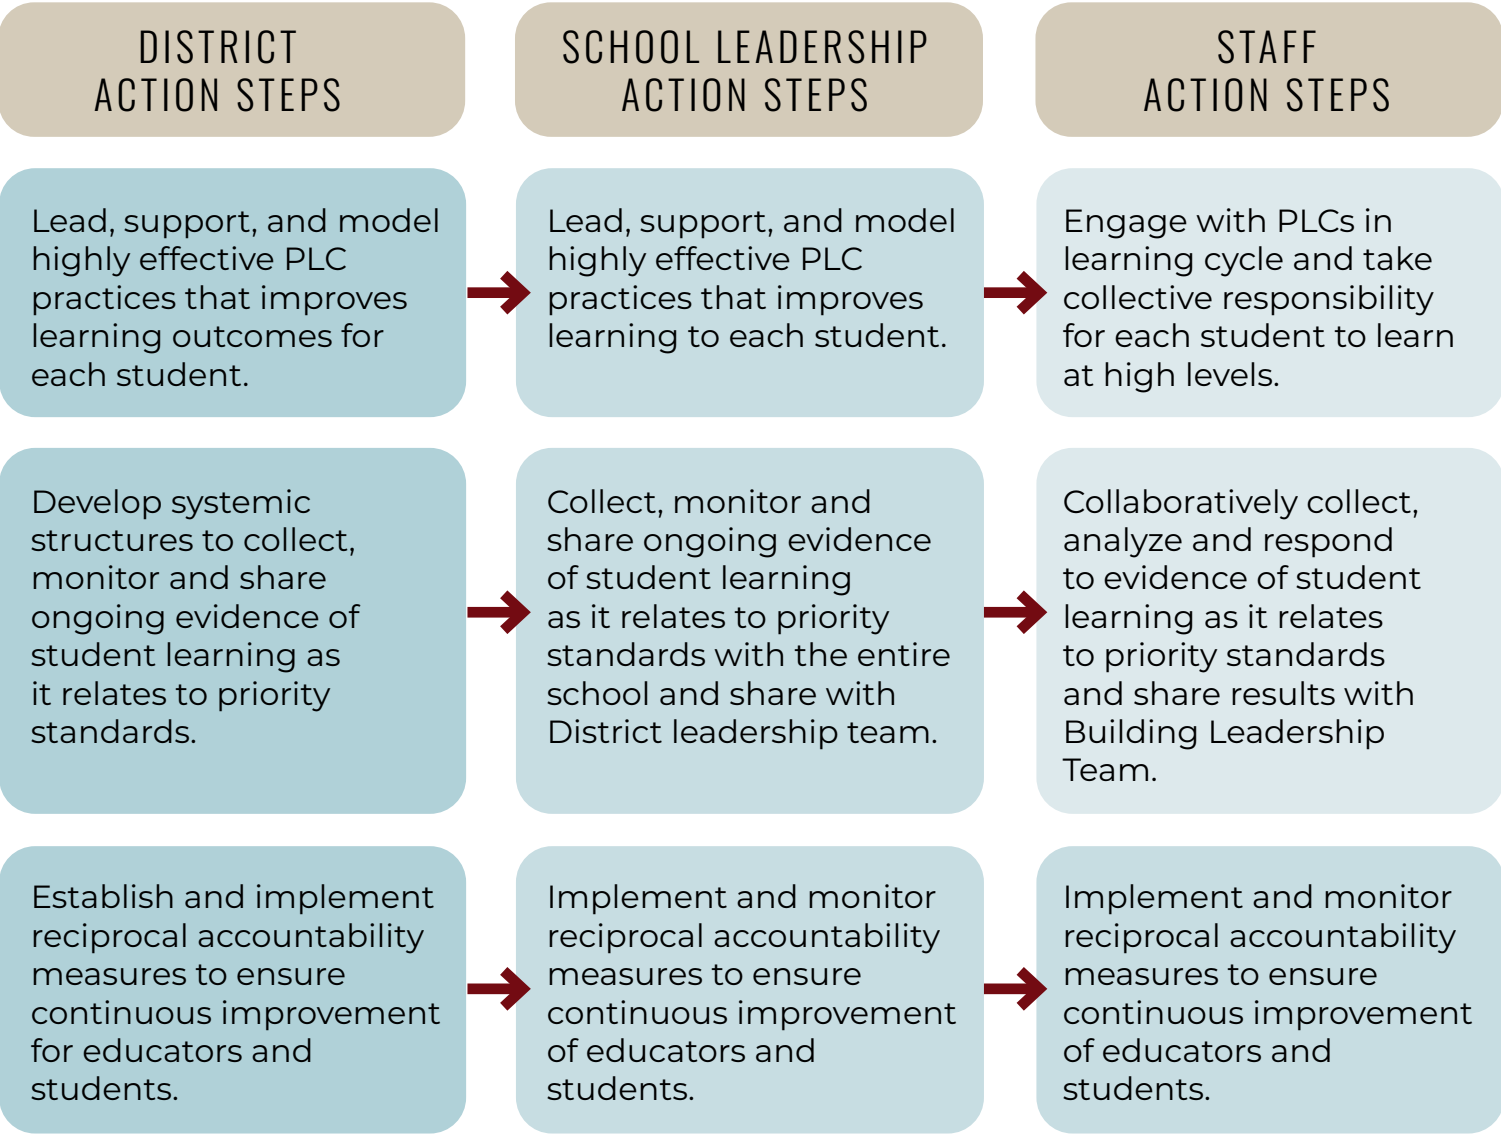 DISTRICT
ACTION STEPS
SCHOOL LEADERSHIP
ACTION STEPS
STAFF
ACTION STEPS
Lead, support, and model
highly effective PLC
practices that improves
learning outcomes for
each student.
Lead, support, and model
highly effective PLC
practices that improves
learning to each student.
Engage with PLCs in
learning cycle and take
collective responsibility
for each student to learn
at high levels.
Develop systemic
structures to collect,
monitor and share
ongoing evidence of
student learning as
it relates to priority
standards.
Collect, monitor and
share ongoing evidence
of student learning
as it relates to priority
standards with the entire
school and share with
District leadership team.
Collaboratively collect,
analyze and respond
to evidence of student
learning as it relates
to priority standards
and share results with
Building Leadership
Team.
Establish and implement
reciprocal accountability
measures to ensure
continuous improvement
for educators and
students.
Implement and monitor
reciprocal accountability
measures to ensure
continuous improvement
of educators and
students.
Implement and monitor
reciprocal accountability
measures to ensure
continuous improvement
of educators and
students.